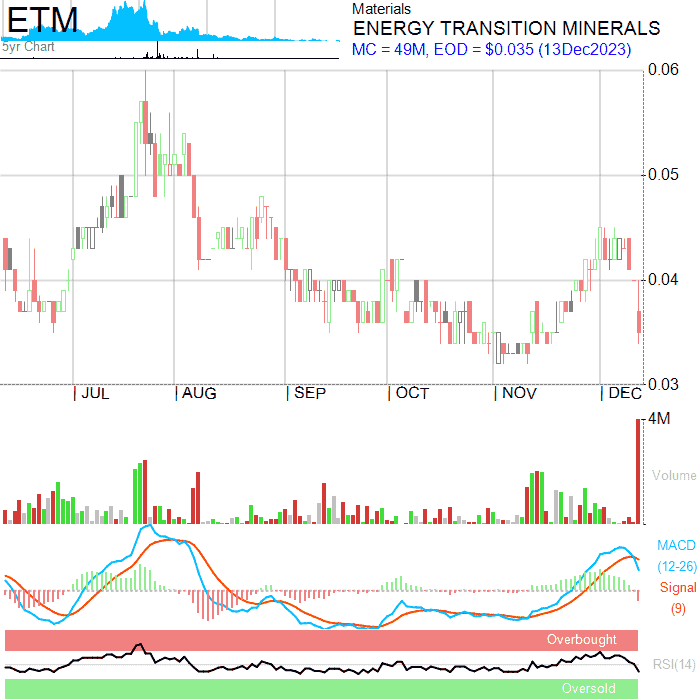 ETM
5yr Chart
Materials
ENERGY TRANSITION MINERALS
MC = 49M, EOD = $0.035 (13Dec2023)
0.06
0.05
0.04
0.03
| JUL | AUG | SEP | OCT | NOV | DEC
4M
Volume
MACD
(12-26)
Signal
(9)
Overbought
RSI(14)
Oversold